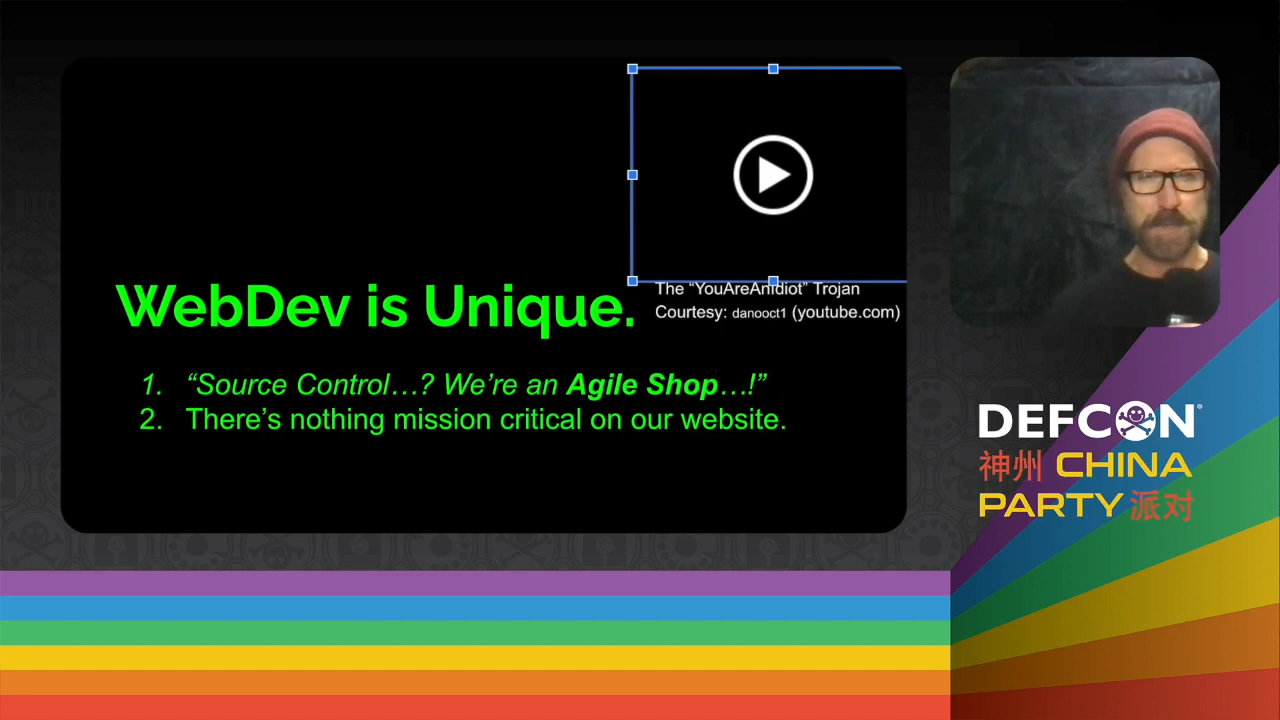 The “YouAreAnIdiot” Trojan
Courtesy: danooct1 (youtube.com)
WebDev is Unique.
1. “Source Control…? We’re an Agile Shop…!”
2. There’s nothing mission critical on our website.
DEFCON®
神州 CHINA
PARTY 派对